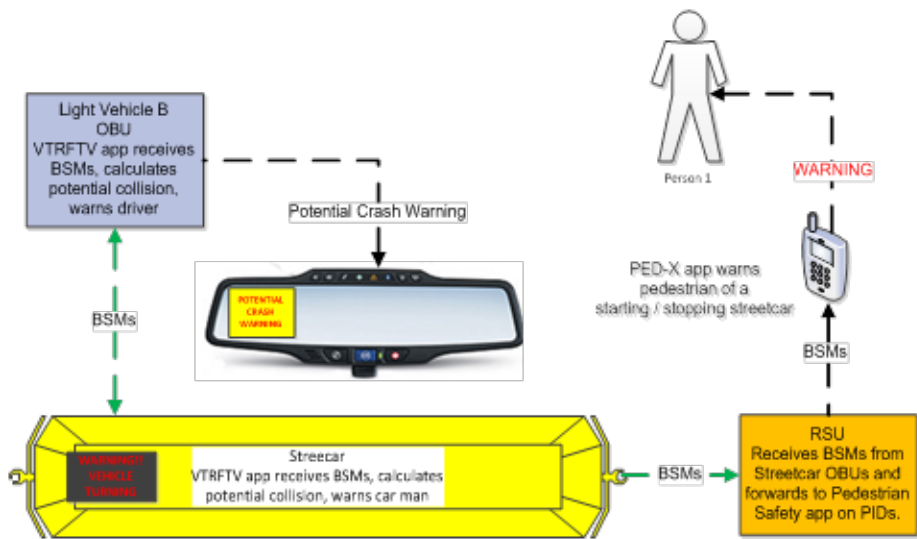 Light Vehicle B
OBU
VTRFTV app receives
BSMs, calculates
potential collision,
warns driver
Potential Crash Warning
BSMs
POTENTIAL
CRASH
WARNING
Person 1
WARNING
PED-X app warns
pedestrian of a
starting / stopping streetcar
BSMs
WARNING!!
VEHICLE
TURNING
Streecar
VTRFTV app receives BSMs, calculates
potential collision, warns car man
BSMs
RSU
Receives BSMs from
Streetcar OBUs and
forwards to Pedestrian
Safety app on PIDs.